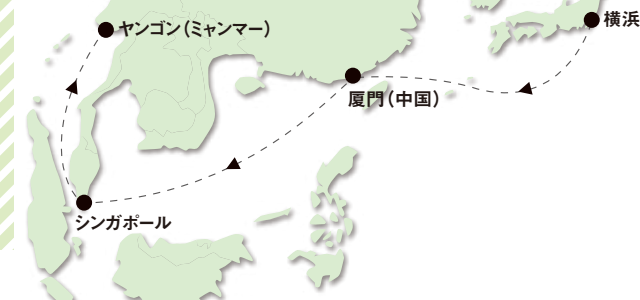 ヤンゴン（ミャンマー）
横浜
厦門（中国）
シンガポール